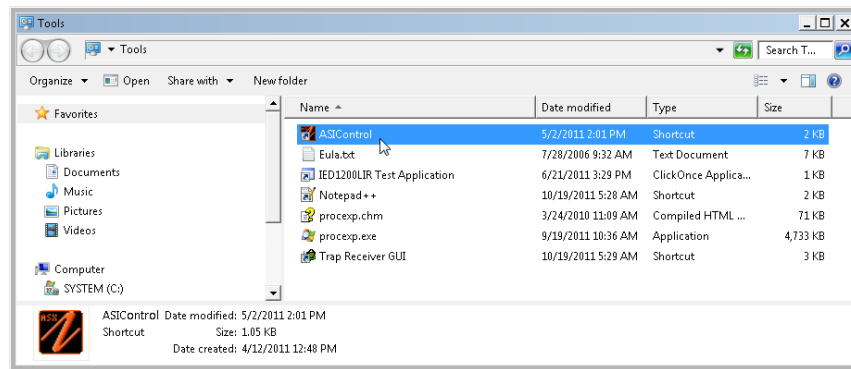 Tools
Tools
Search T...
Organize Open Share with New folder
Favorites
Libraries
Documents
Music
Pictures
Videos
Computer
SYSTEM (C:)
Name Date modified Type Size
ASIControl 5/2/2011 2:01 PM Shortcut 2 KB
Eula.txt 7/28/2006 9:32 AM Text Document 7 KB
IED1200LIR Test Application 6/21/2011 3:29 PM ClickOnce Applica... 1 KB
Notepad++ 10/19/2011 5:28 AM Shortcut 2 KB
procexp.chm 3/24/2010 11:09 AM Compiled HTML ... 71 KB
procexp.exe 9/19/2011 10:36 AM Application 4,733 KB
Trap Receiver GUI 10/19/2011 5:29 AM Shortcut 3 KB
ASX
ASIControl Date modified: 5/2/2011 2:01 PM
Shortcut Size: 1.05 KB
Date created: 4/12/2011 12:48 PM